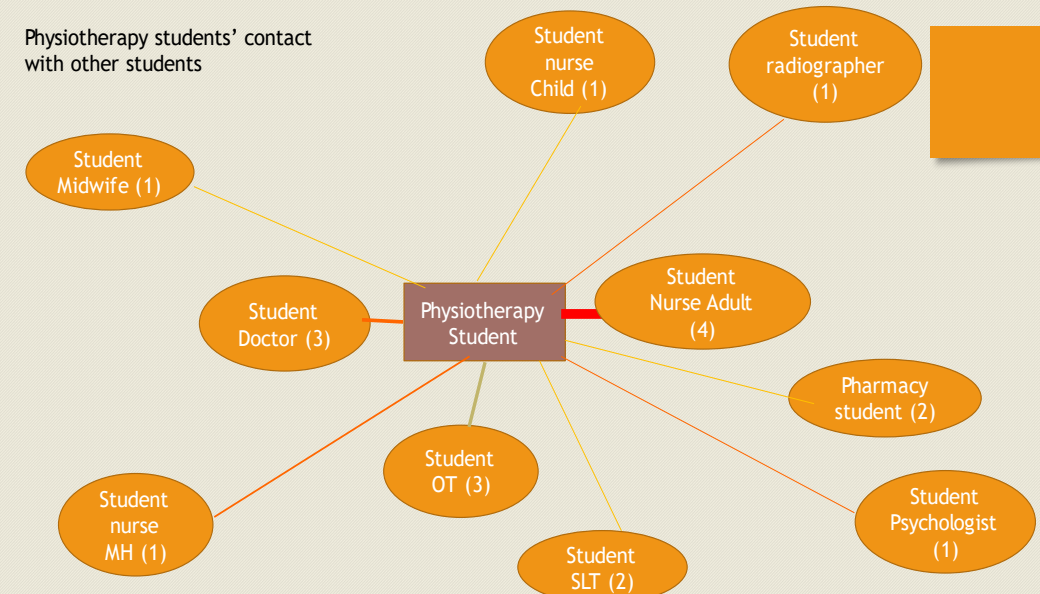 Physiotherapy students’ contact
with other students
Student
nurse
Child (1)
Student
radiographer
(1)
Student
Midwife (1)
Student
Doctor (3)
Physiotherapy
Student
Student
Nurse Adult
(4)
Pharmacy
student (2)
Student
OT (3)
Student
nurse
MH (1)
Student
Psychologist
(1)
Student
SLT (2)